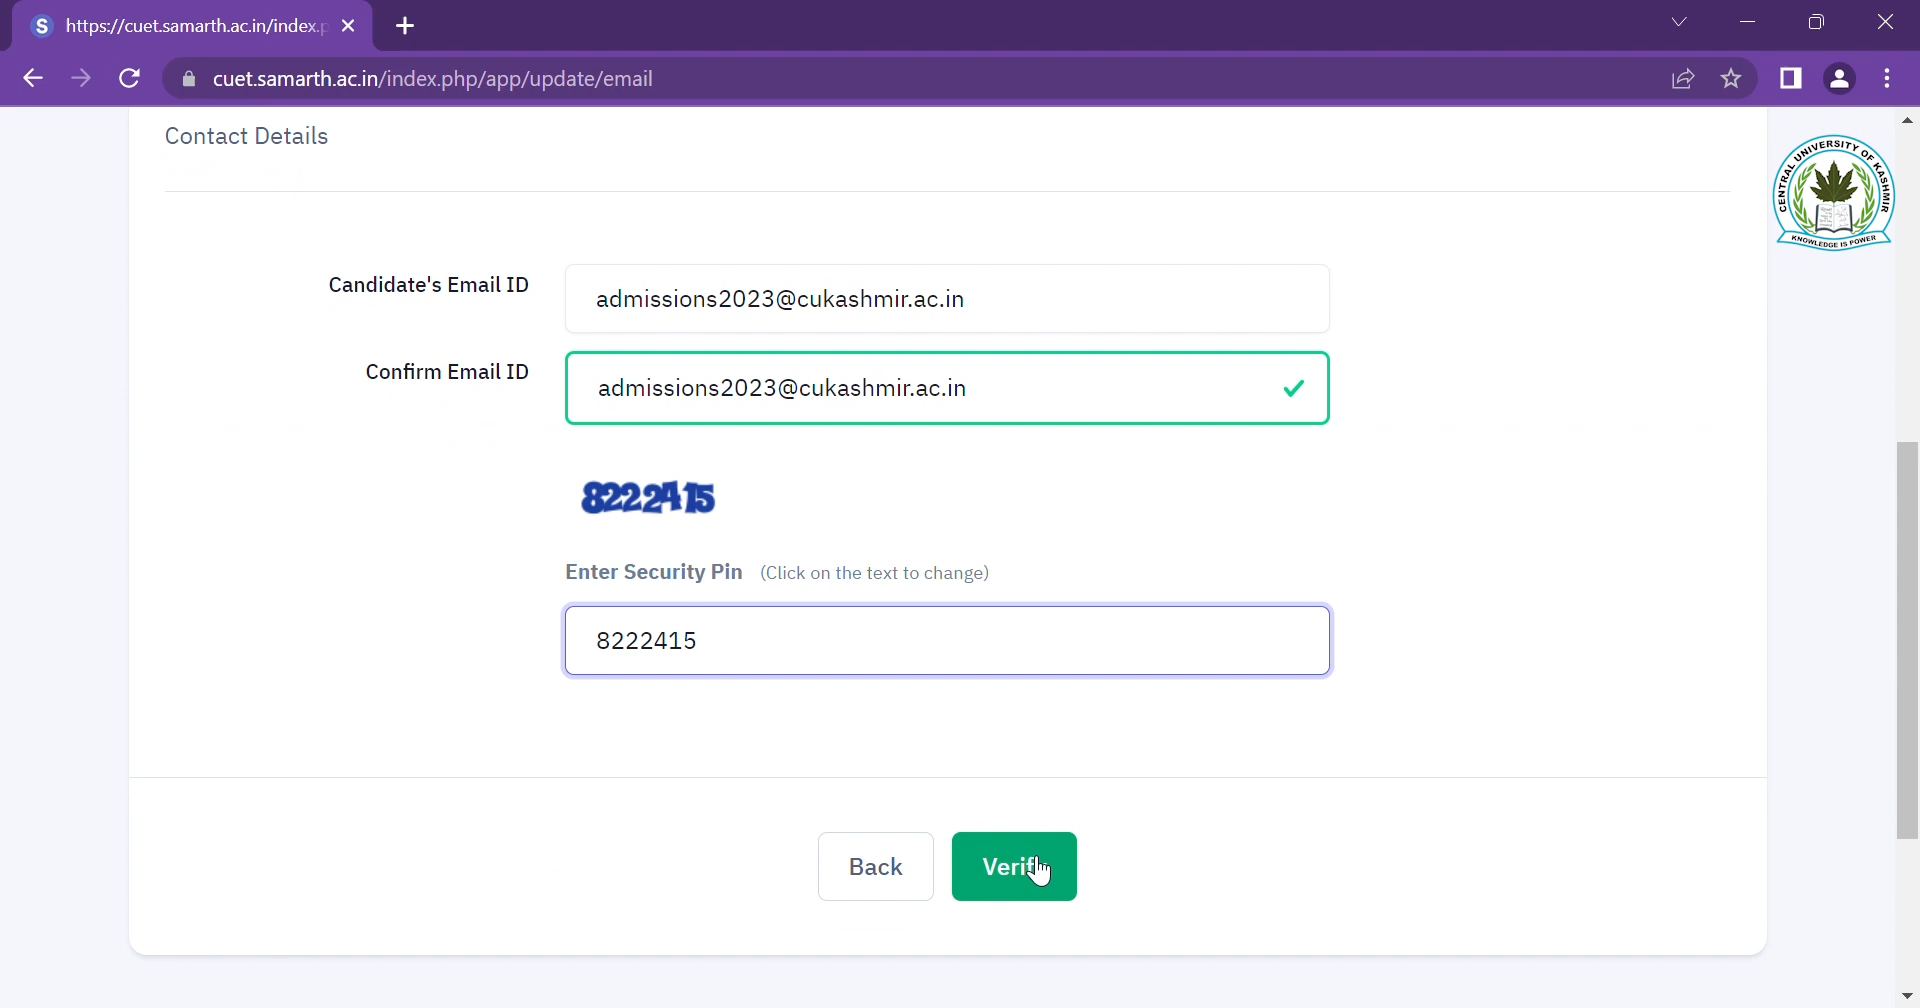 S https://cuet.samarth.ac.in/index.p
cuet.samarth.ac.in/index.php/app/update/email
Contact Details
CENTRAL UNIVERSITY OF KASHMIR
KNOWLEDGE IS POWER
Candidate's Email ID admissions2023@cukashmir.ac.in
Confirm Email ID admissions2023@cukashmir.ac.in
8222415
Enter Security Pin (Click on the text to change)
8222415
Back Verify